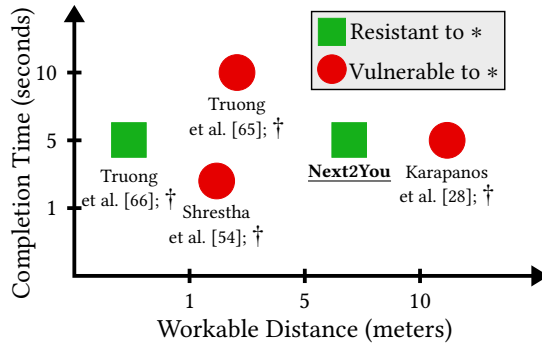 Completion Time (seconds)
10
5
1
Resistant to *
Vulnerable to *
Truong
et al. [65]; †
Truong
et al. [66]; †
Shrestha
et al. [54]; †
Next2You
Karapanos
et al. [28]; †
1
5
10
Workable Distance (meters)